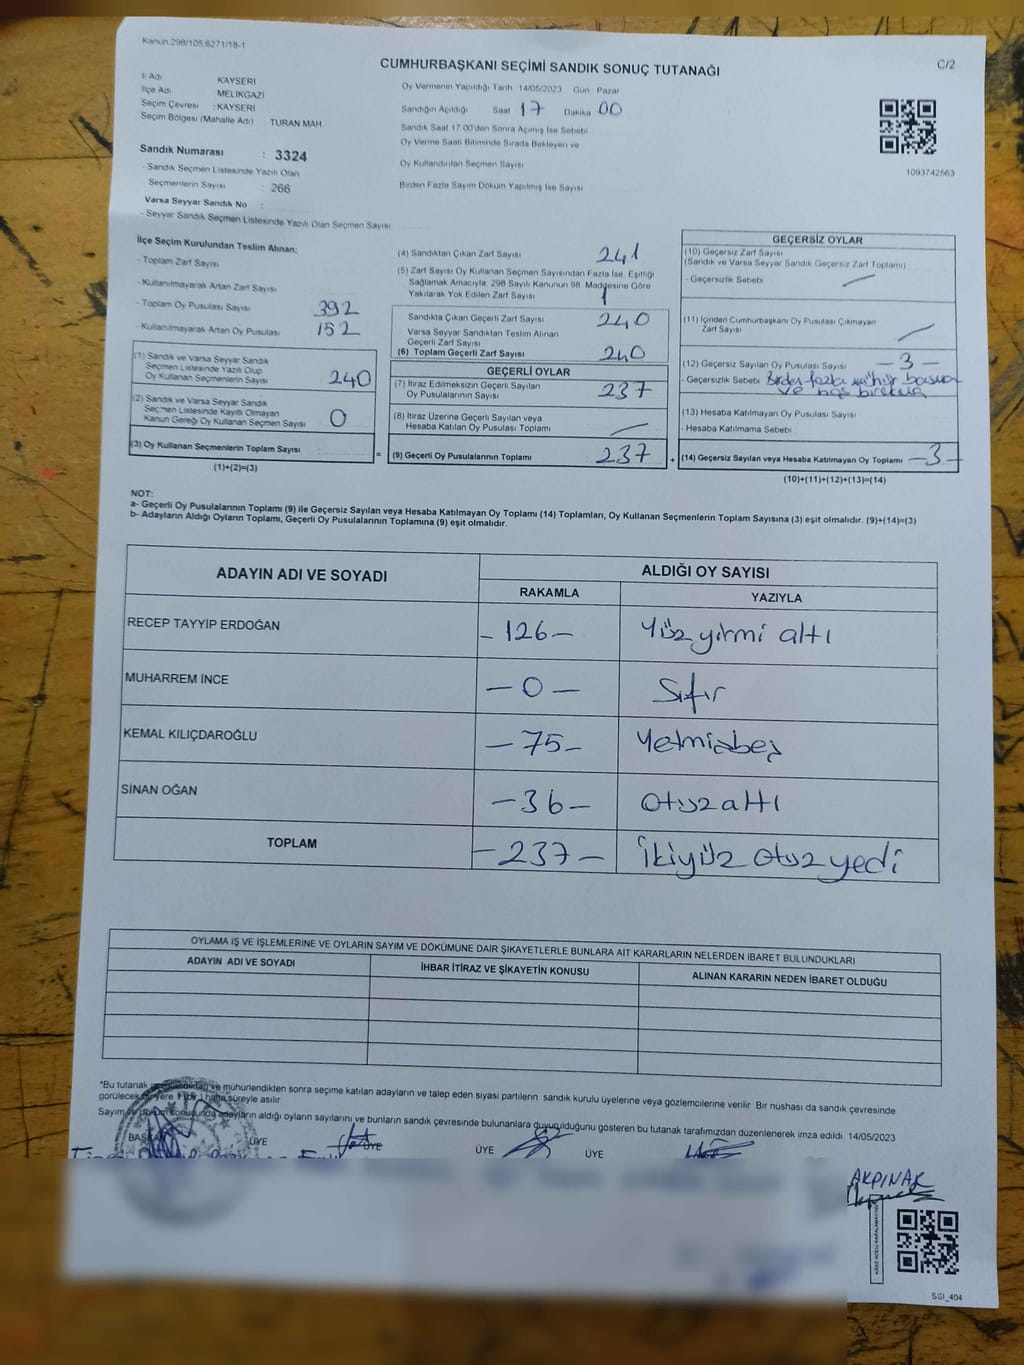 Kanun:298/105,6271/18-1
C/2
CUMHURBAŞKANI SEÇİMİ SANDIK SONUÇ TUTANAĞI
İl Adı KAYSERİ
İlçe Adı MELİKGAZİ
Seçim Çevresi : KAYSERİ
Seçim Bölgesi (Mahalle Adı) TURAN MAH
Oy Vermenin Yapıldığı Tarih 14/05/2023 Gün Pazar
Sandığın Açıldığı Saat 17 Dakika 00
Sandık Saat 17.00'den Sonra Açımış İse Sebebi
Oy Verme Saati Bitiminde Sırada Bekleyen ve
Oy Kullandırılan Seçmen Sayısı
Birden Fazla Sayım Döküm Yapılmış İse Sayısı
1093742563
Sandık Numarası : 3324
- Sandık Seçmen Listesinde Yazılı Olan
Seçmenlerin Sayısı : 266
Varsa Seyyar Sandık No :
- Seyyar Sandık Seçmen Listesinde Yazılı Olan Seçmen Sayısı
İlçe Seçim Kurulundan Teslim Alınan;
- Toplam Zarf Sayısı
- Kullanılmayarak Artan Zarf Sayısı
- Toplam Oy Pusulası Sayısı 392
- Kullanılmayarak Artan Oy Pusulası 152
(1) Sandık ve Varsa Seyyar Sandık
Seçmen Listesinde Yazılı Olup
Oy Kullanan Seçmenlerin Sayısı 240
(2) Sandık ve Varsa Seyyar Sandık
Seçmen Listesinde Kayıtlı Olmayan
Kanun Gereği Oy Kullanan Seçmen Sayısı 0
(3) Oy Kullanan Seçmenlerin Toplam Sayısı
(1)+(2)=(3)
(4) Sandıktan Çıkan Zarf Sayısı 241
(5) Zarf Sayısı Oy Kullanan Seçmen Sayısından Fazla İse, Eşitliği
Sağlamak Amacıyla, 298 Sayılı Kanunun 98. Maddesine Göre
Yakılarak Yok Edilen Zarf Sayısı 1
Sandıkta Çıkan Geçerli Zarf Sayısı 240
Varsa Seyyar Sandıktan Teslim Alınan
Geçerli Zarf Sayısı
(6) Toplam Geçerli Zarf Sayısı 240
GEÇERLİ OYLAR
(7) İtiraz Edilmeksizin Geçerli Sayılan
Oy Pusulalarının Sayısı 237
(8) İtiraz Üzerine Geçerli Sayılan veya
Hesaba Katılan Oy Pusulası Toplamı —
= (9) Geçerli Oy Pusulalarının Toplamı 237
GEÇERSİZ OYLAR
(10) Geçersiz Zarf Sayısı
(Sandık ve Varsa Seyyar Sandık Geçersiz Zarf Toplamı)
- Geçersizlik Sebebi —
(11) İçinden Cumhurbaşkanı Oy Pusulası Çıkmayan
Zarf Sayısı —
(12) Geçersiz Sayılan Oy Pusulası Sayısı — 3 —
- Geçersizlik Sebebi Birden fazla mühür basma
ve boş bırakma
(13) Hesaba Katılmayan Oy Pusulası Sayısı
- Hesaba Katılmama Sebebi
+ (14) Geçersiz Sayılan veya Hesaba Katılmayan Oy Toplamı —3—
(10)+(11)+(12)+(13)=(14)
NOT:
a- Geçerli Oy Pusulalarının Toplamı (9) ile Geçersiz Sayılan veya Hesaba Katılmayan Oy Toplamı (14) Toplamları, Oy Kullanan Seçmenlerin Toplam Sayısına (3) eşit olmalıdır. (9)+(14)=(3)
b- Adayların Aldığı Oyların Toplamı, Geçerli Oy Pusulalarının Toplamına (9) eşit olmalıdır.
ADAYIN ADI VE SOYADI ALDIĞI OY SAYISI
RAKAMLA YAZIYLA
RECEP TAYYİP ERDOĞAN – 126 – Yüz yirmi altı
MUHARREM İNCE – 0 – Sıfır
KEMAL KILIÇDAROĞLU – 75 – Yetmişbeş
SİNAN OĞAN – 36 – Otuzaltı
TOPLAM – 237 – İkiyüz otuz yedi
OYLAMA İŞ VE İŞLEMLERİNE VE OYLARIN SAYIM VE DÖKÜMÜNE DAİR ŞİKAYETLERLE BUNLARA AİT KARARLARIN NELERDEN İBARET BULUNDUKLARI
ADAYIN ADI VE SOYADI İHBAR İTİRAZ VE ŞİKAYETİN KONUSU ALINAN KARARIN NEDEN İBARET OLDUĞU
*Bu tutanak ve mühürlendikten sonra seçime katılan adayların ve talep eden siyasi partilerin sandık kurulu üyelerine veya gözlemcilerine verilir. Bir nushası da sandık çevresinde
görülecek yere 1 (bir) hafta süreyle asılır.
Sayım ve döküm sonucunda adayların aldığı oyların sayılarını ve bunların sandık çevresinde bulunanlara duyurulduğunu gösteren bu tutanak tarafımızdan düzenlenerek imza edildi. 14/05/2023
BAŞKAN ÜYE ÜYE ÜYE ÜYE
AKPINAR
SSI_404